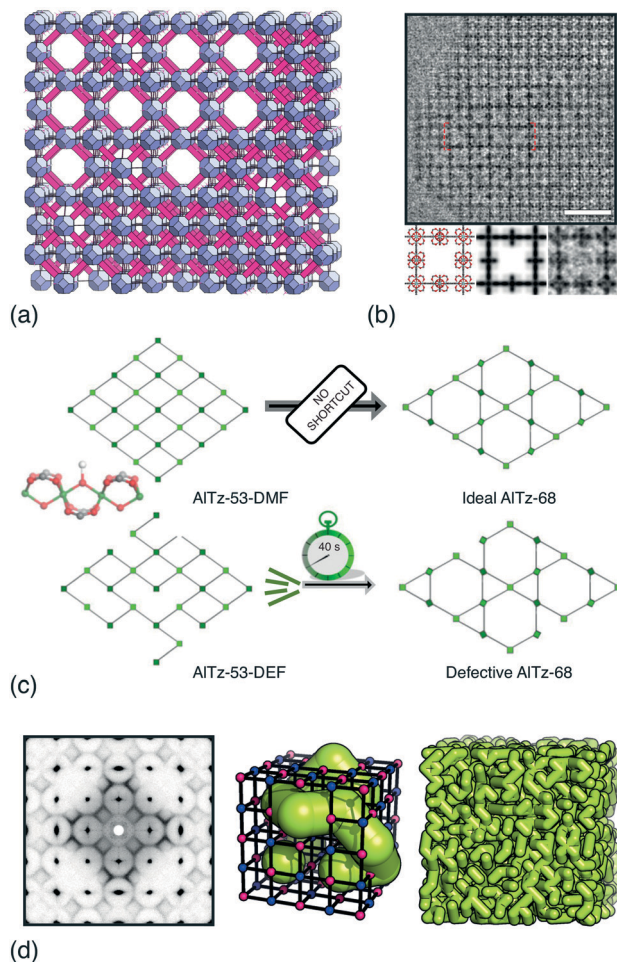 (a)
(b)
NO
SHORTCUT
AlTz-53-DMF
Ideal AlTz-68
40 s
AlTz-53-DEF
Defective AlTz-68
(c)
(d)